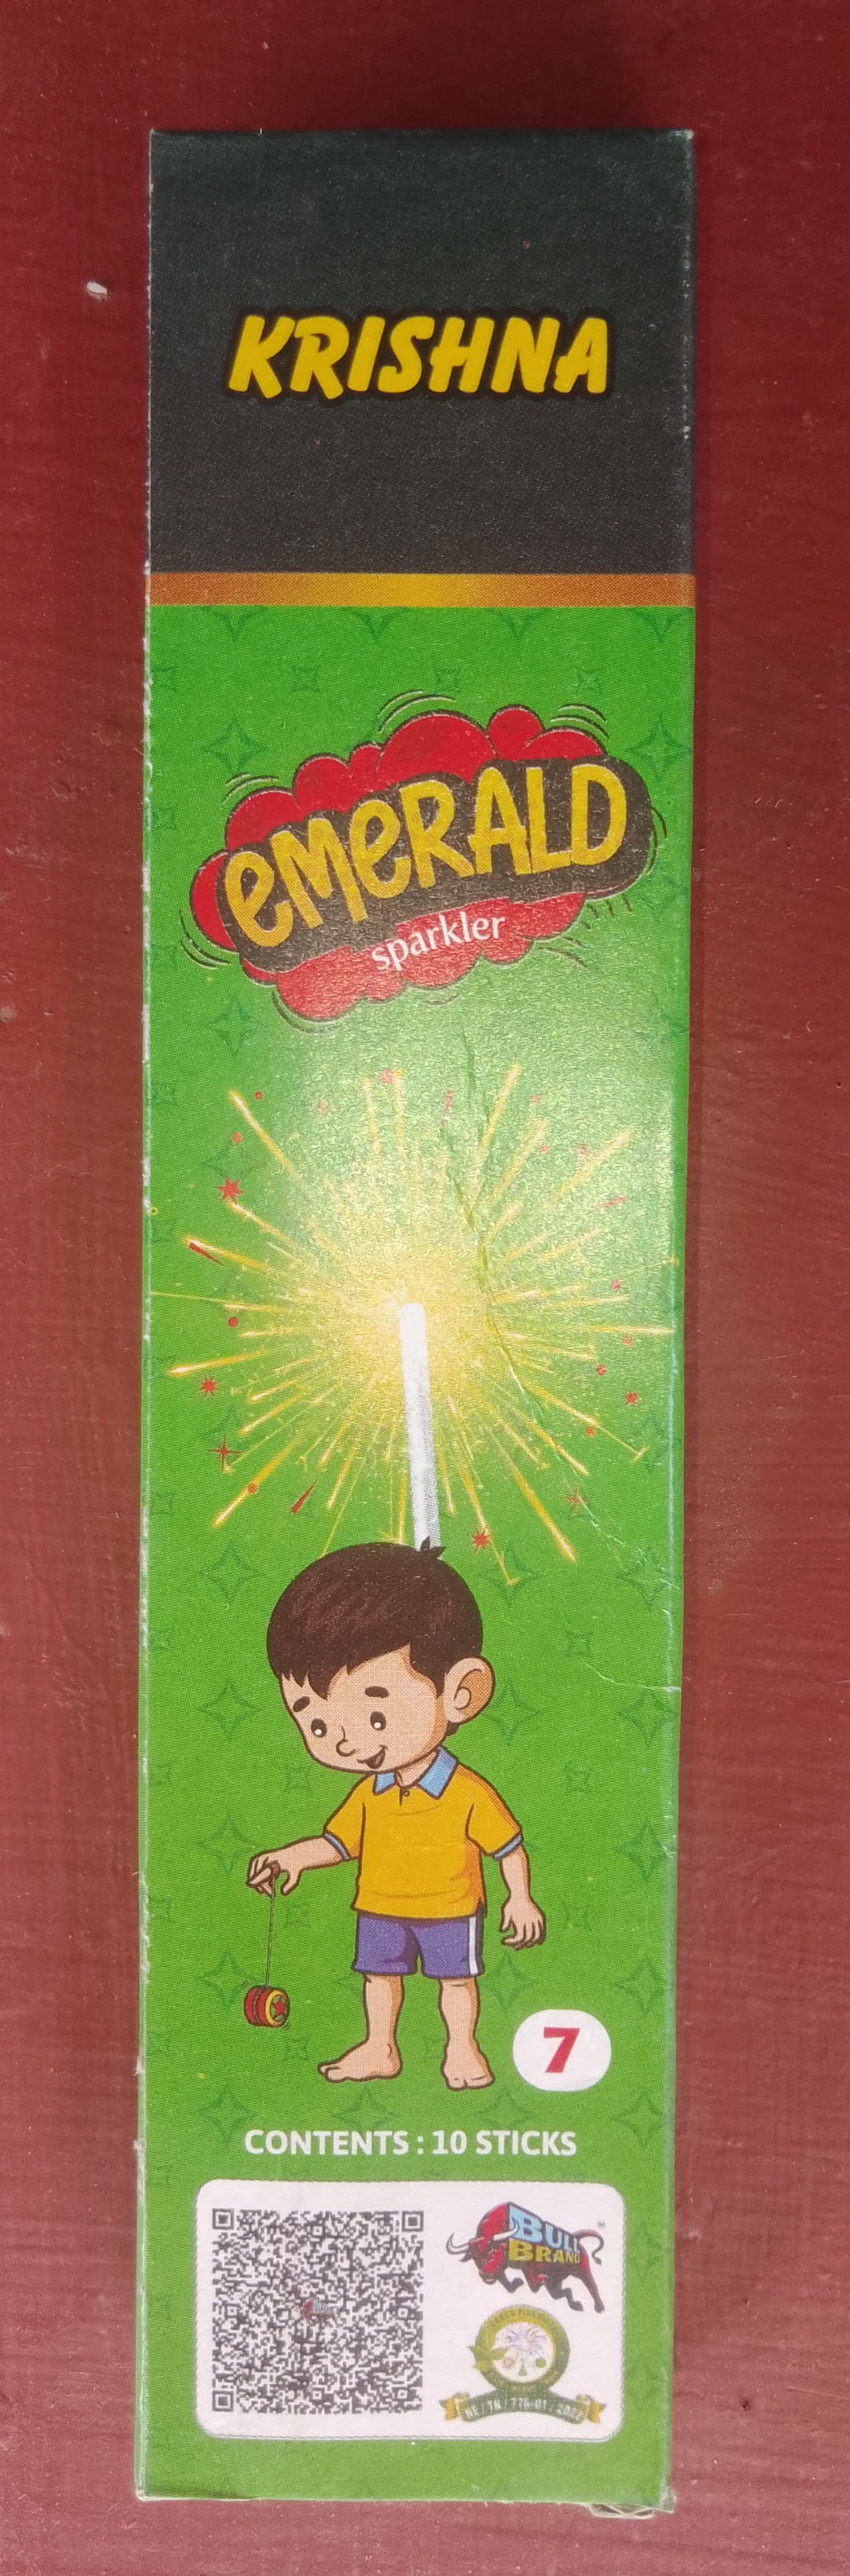 KRISHNA
eMeRALD
sparkler
7
CONTENTS : 10 STICKS
BULL
BRAND